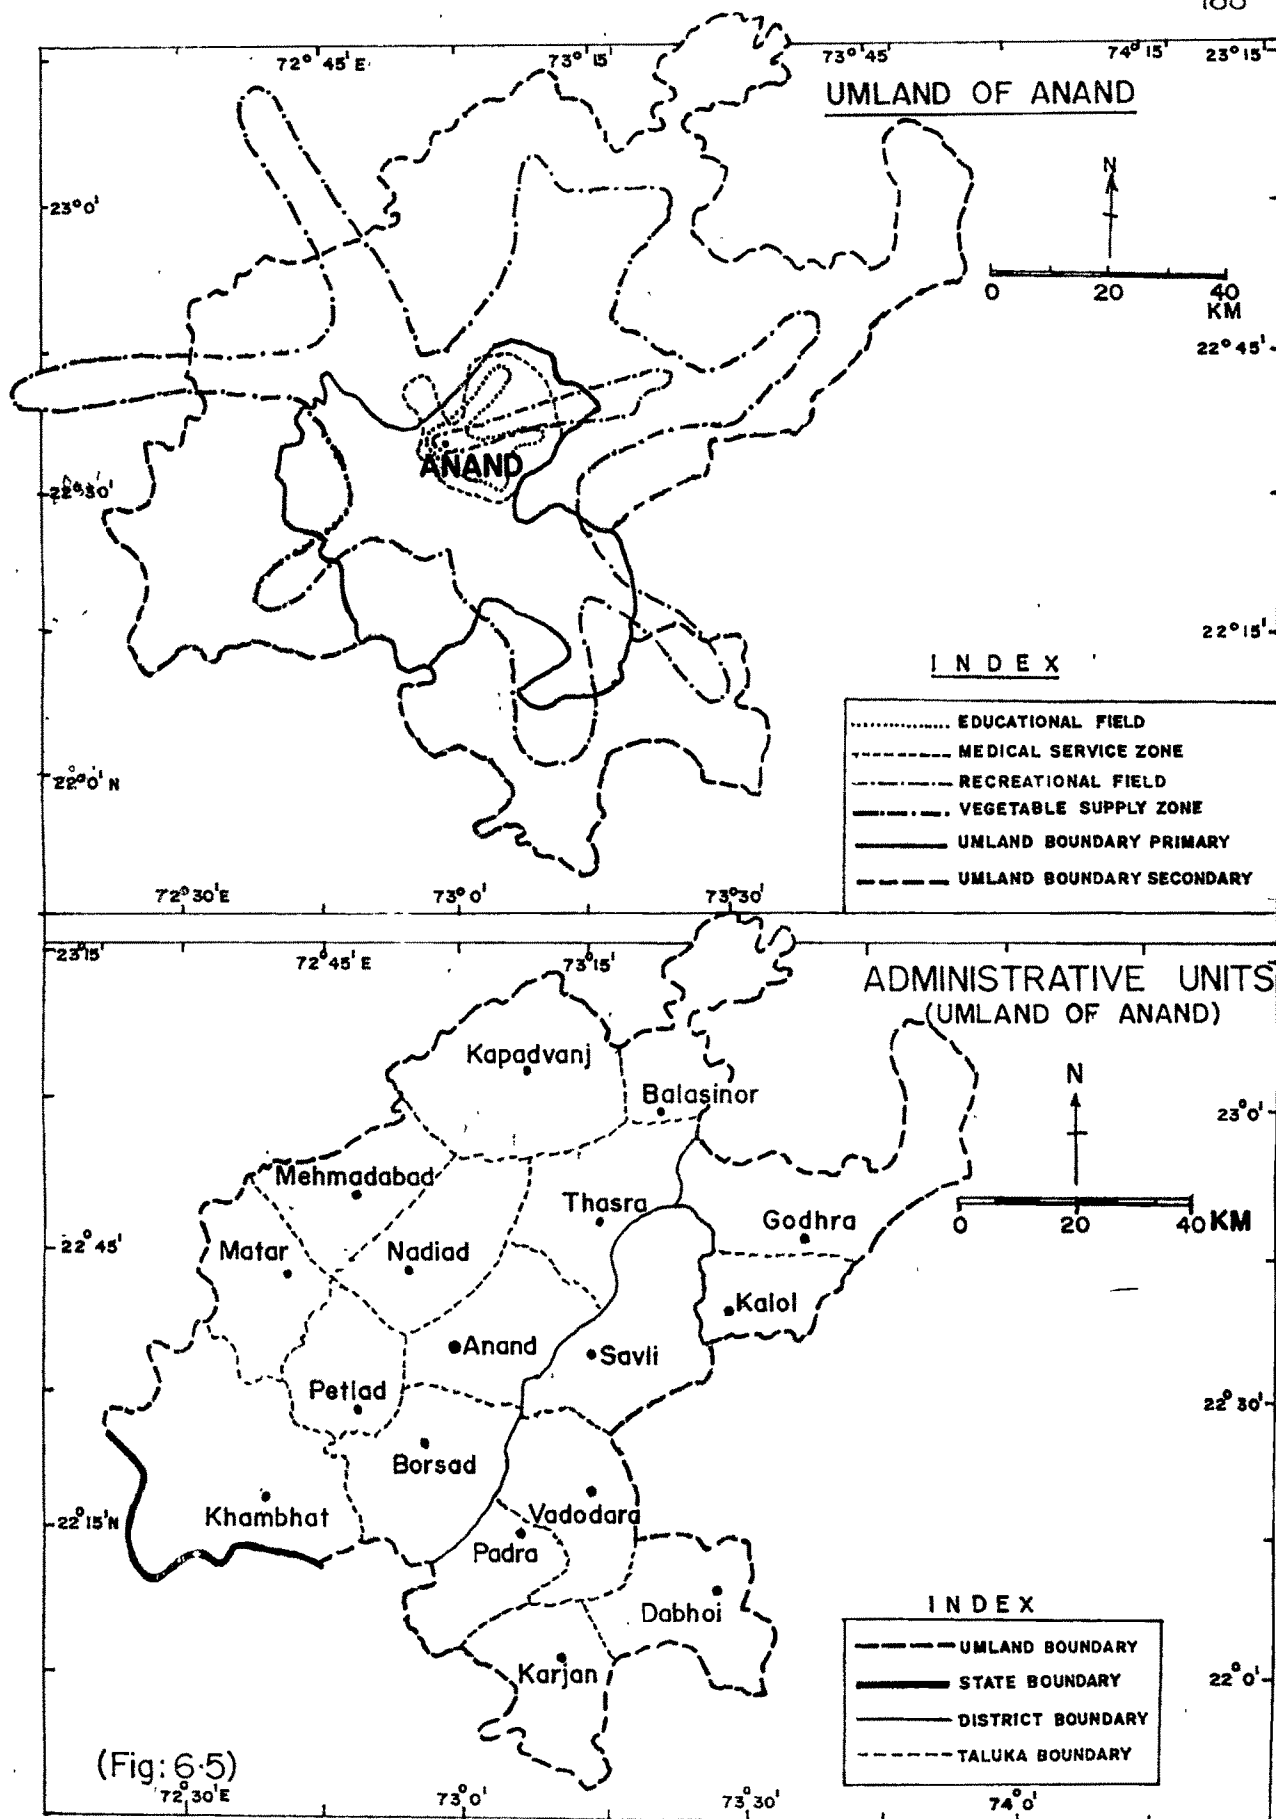 72°45'E
73°15'
73°45'
74°15'
23°15'
UMLAND OF ANAND
N
23°0'
0 20 40
KM
22°45'
ANAND
22°30'
22°15'
INDEX
EDUCATIONAL FIELD
MEDICAL SERVICE ZONE
RECREATIONAL FIELD
VEGETABLE SUPPLY ZONE
UMLAND BOUNDARY PRIMARY
UMLAND BOUNDARY SECONDARY
22°0'N
72°30'E
73°0'
73°30'
23°15'
72°45'E
73°15'
ADMINISTRATIVE UNITS
(UMLAND OF ANAND)
Kapadvanj
N
Balasinor
23°0'
Mehmadabad
Thasra
Godhra
0 20 40 KM
22°45'
Matar
Nadiad
Kalol
Anand
Savli
Petlad
22°30'
Borsad
Khambhat
22°15'N
Vadodara
Padra
Dabhoi
Karjan
INDEX
UMLAND BOUNDARY
STATE BOUNDARY
DISTRICT BOUNDARY
TALUKA BOUNDARY
22°0'
(Fig: 6.5)
72°30'E
73°0'
73°30'
74°0'